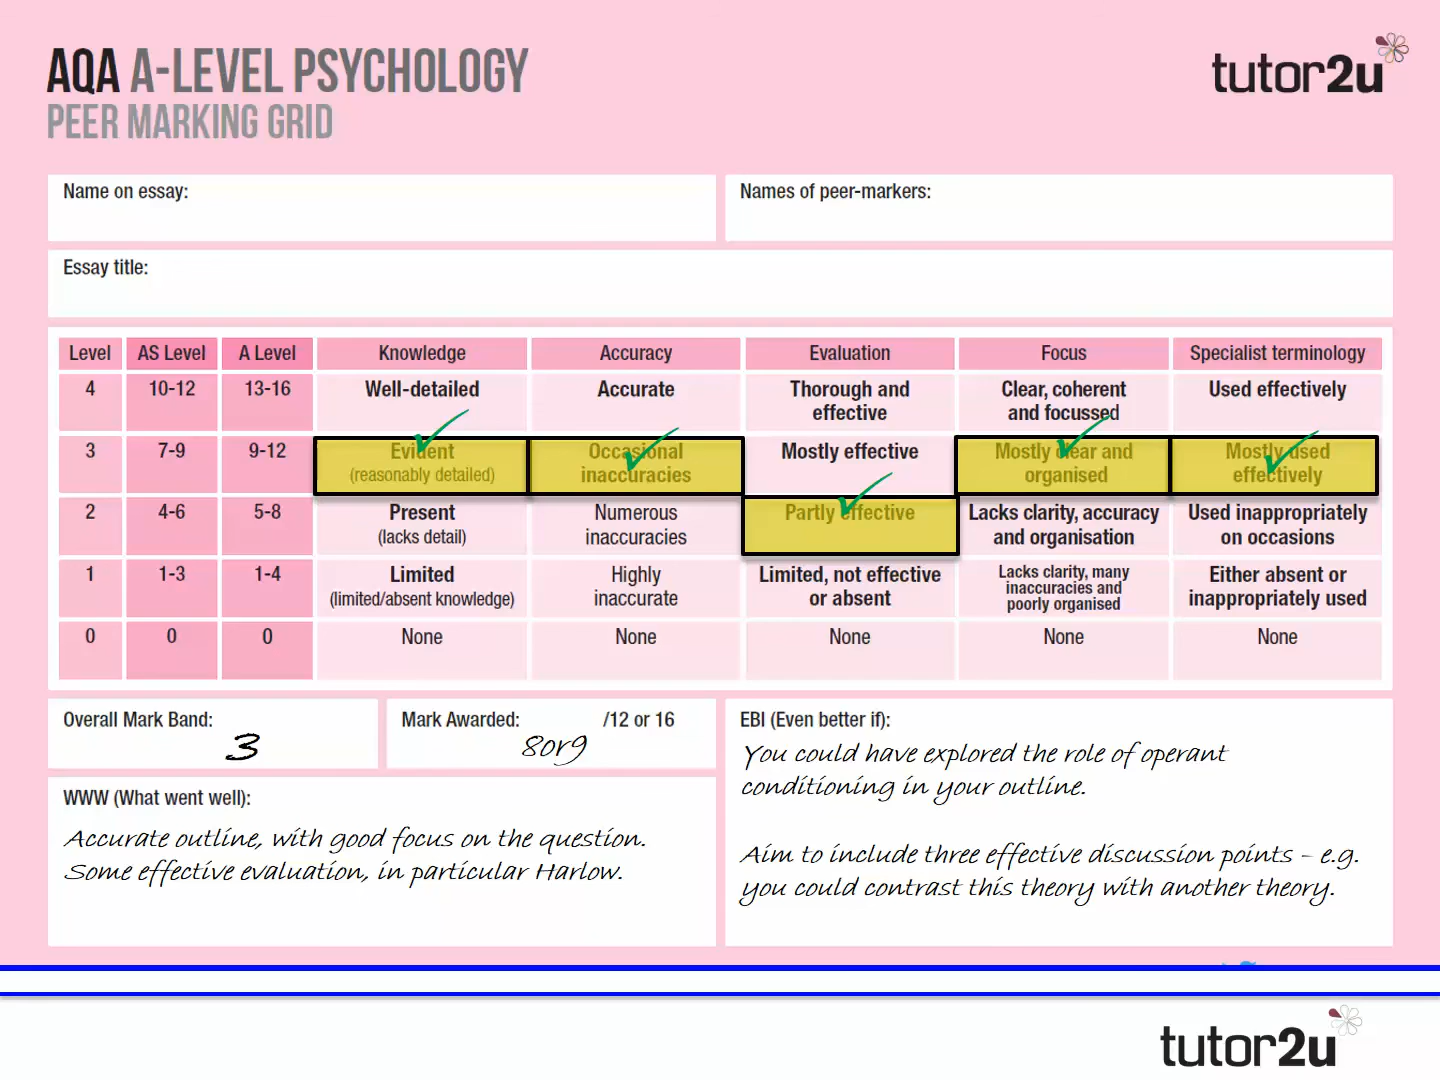 AQA A-LEVEL PSYCHOLOGY
PEER MARKING GRID
tutor2u
Name on essay:
Names of peer-markers:
Essay title:
Level AS Level A Level Knowledge Accuracy Evaluation Focus Specialist terminology
4 10-12 13-16 Well-detailed Accurate Thorough and effective Clear, coherent and focussed Used effectively
3 7-9 9-12 Evident (reasonably detailed) Occasional inaccuracies Mostly effective Mostly clear and organised Mostly used effectively
2 4-6 5-8 Present (lacks detail) Numerous inaccuracies Partly effective Lacks clarity, accuracy and organisation Used inappropriately on occasions
1 1-3 1-4 Limited (limited/absent knowledge) Highly inaccurate Limited, not effective or absent Lacks clarity, many inaccuracies and poorly organised Either absent or inappropriately used
0 0 0 None None None None None
Overall Mark Band:
3
Mark Awarded: /12 or 16
8or9
WWW (What went well):
Accurate outline, with good focus on the question.
Some effective evaluation, in particular Harlow.
EBI (Even better if):
You could have explored the role of operant
conditioning in your outline.
Aim to include three effective discussion points – e.g.
you could contrast this theory with another theory.
tutor2u